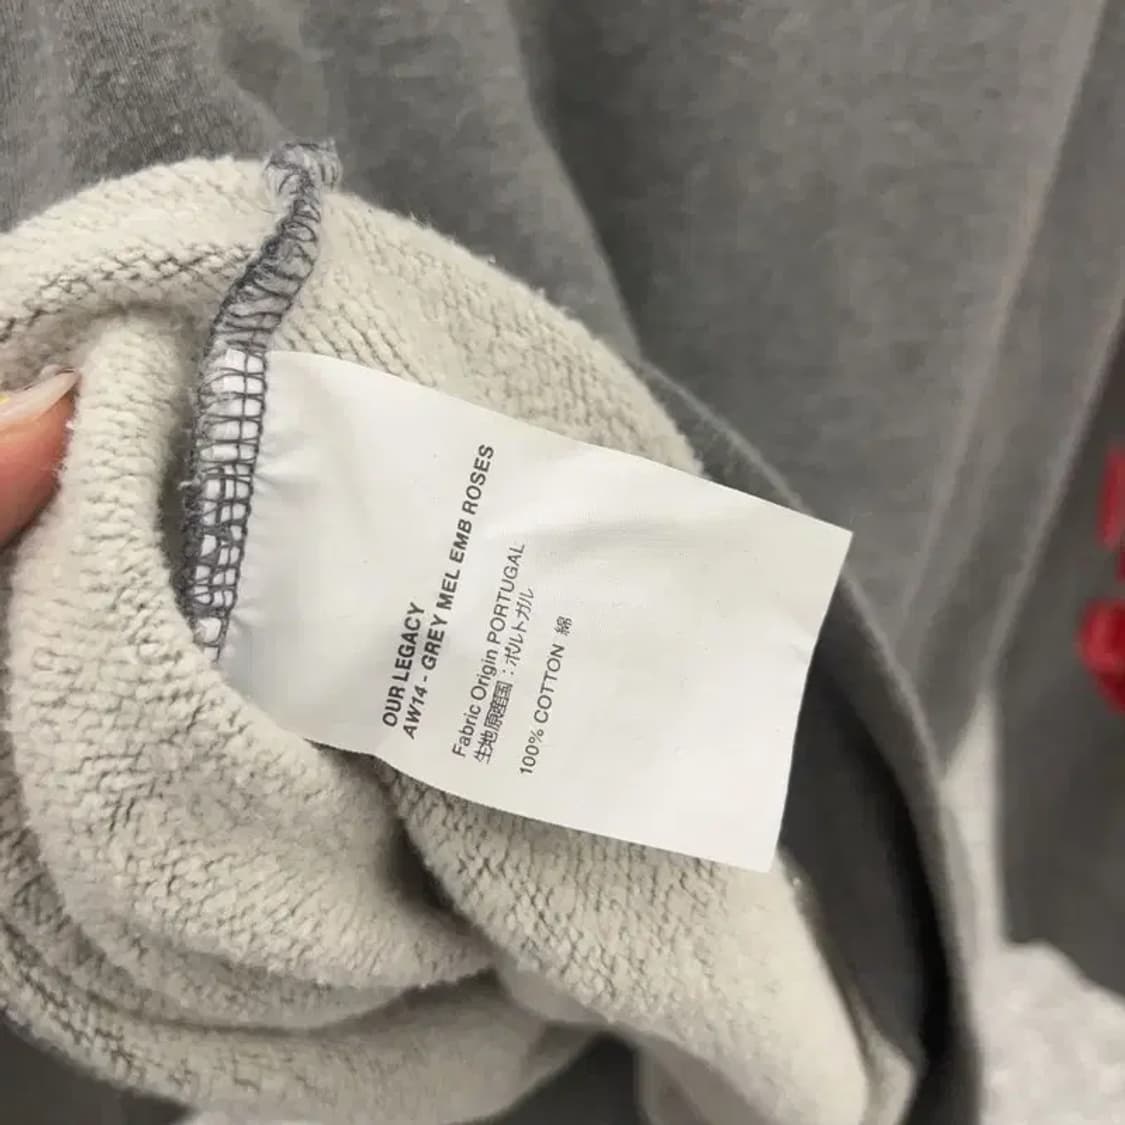 OUR LEGACY
AW14 - GREY MEL EMB ROSES
Fabric Origin PORTUGAL
生地原産国：ポルトガル
100% COTTON 綿